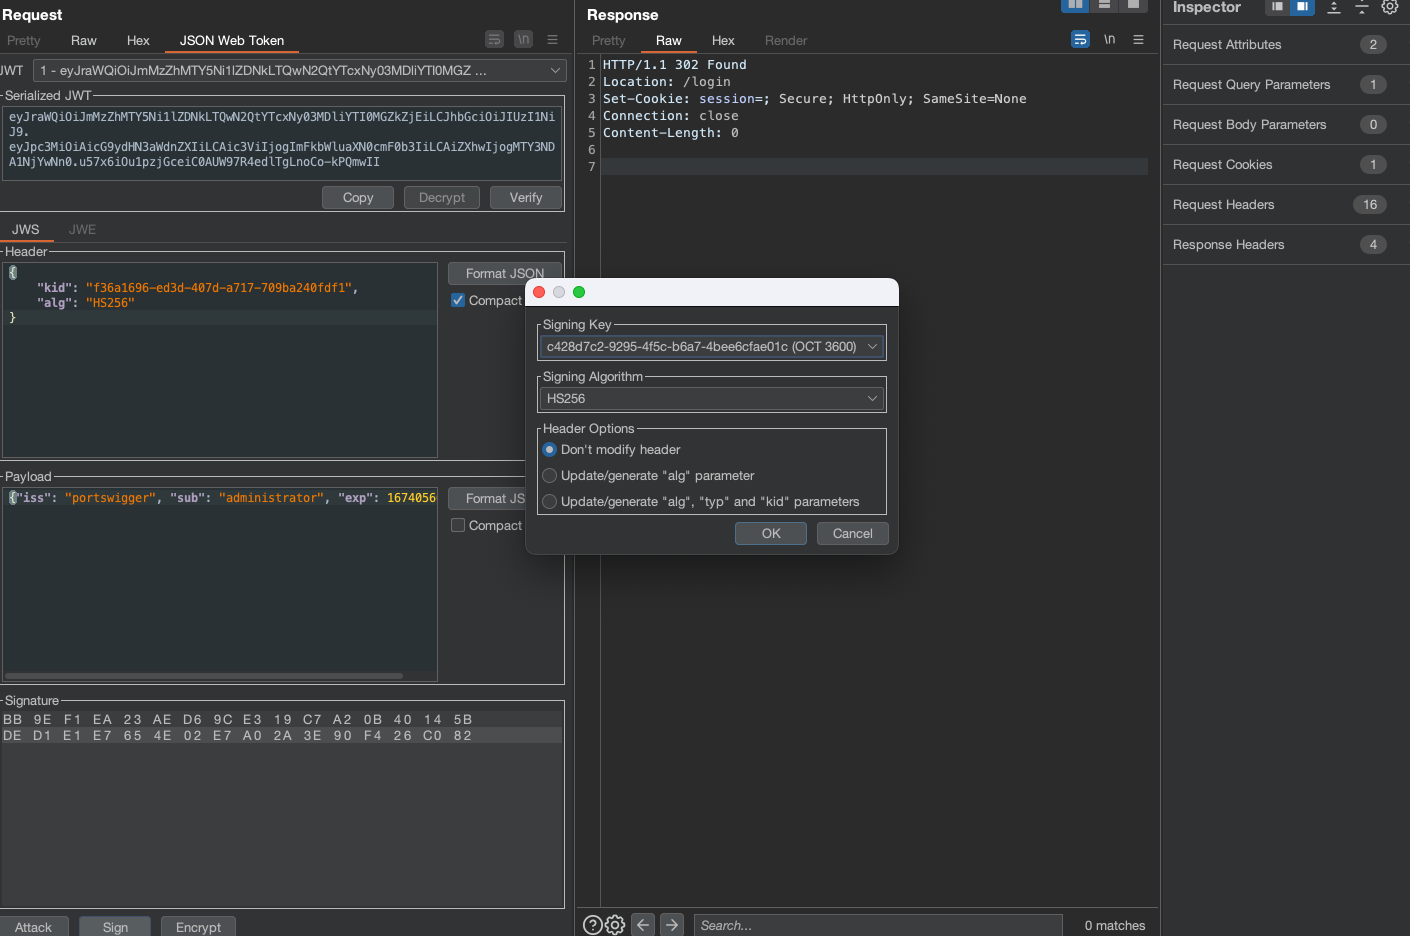 Request
Pretty Raw Hex JSON Web Token \n
JWT 1 - eyJraWQiOiJmMzZhMTY5Ni1lZDNkLTQwN2QtYTcxNy03MDliYTI0MGZ ...
Serialized JWT
eyJraWQiOiJmMzZhMTY5Ni1lZDNkLTQwN2QtYTcxNy03MDliYTI0MGZkZjEiLCJhbGciOiJIUzI1Ni
J9.
eyJpc3MiOiAicG9ydHN3aWdnZXIiLCAic3ViIjogImFkbWluaXN0cmF0b3IiLCAiZXhwIjogMTY3ND
A1NjYwNn0.u57x6iOu1pzjGceiC0AUW97R4edlTgLnoCo-kPQmwII
Copy Decrypt Verify
JWS JWE
Header
{
"kid": "f36a1696-ed3d-407d-a717-709ba240fdf1",
"alg": "HS256"
}
Format JSON
Compact
Payload
{"iss": "portswigger", "sub": "administrator", "exp": 16740566
Format JS
Compact
Signature
BB 9E F1 EA 23 AE D6 9C E3 19 C7 A2 0B 40 14 5B
DE D1 E1 E7 65 4E 02 E7 A0 2A 3E 90 F4 26 C0 82
Attack Sign Encrypt
Response
Pretty Raw Hex Render \n
1 HTTP/1.1 302 Found
2 Location: /login
3 Set-Cookie: session=; Secure; HttpOnly; SameSite=None
4 Connection: close
5 Content-Length: 0
6
7
Signing Key
c428d7c2-9295-4f5c-b6a7-4bee6cfae01c (OCT 3600)
Signing Algorithm
HS256
Header Options
Don't modify header
Update/generate "alg" parameter
Update/generate "alg", "typ" and "kid" parameters
OK Cancel
? Search... 0 matches
Inspector
Request Attributes 2
Request Query Parameters 1
Request Body Parameters 0
Request Cookies 1
Request Headers 16
Response Headers 4